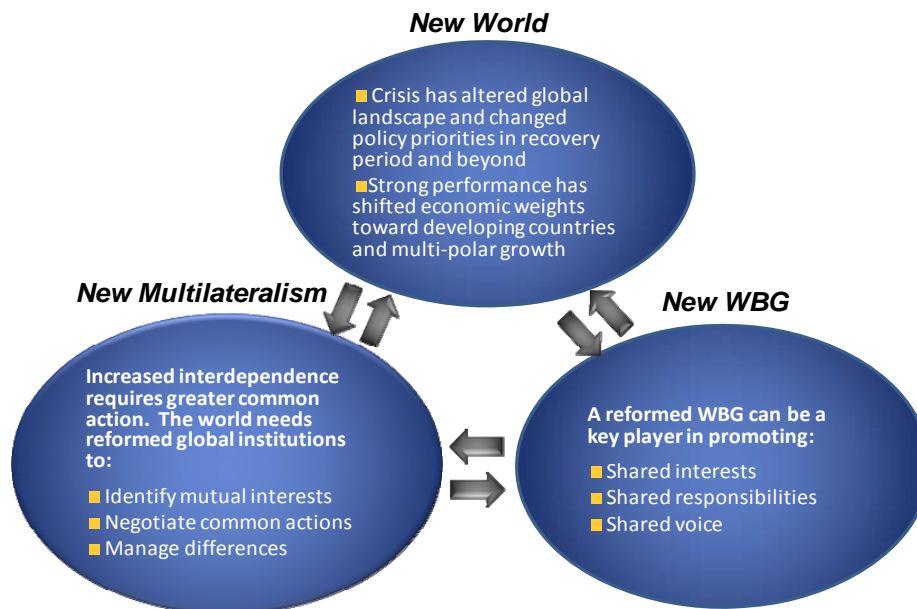 New World
■ Crisis has altered global
landscape and changed
policy priorities in recovery
period and beyond
■Strong performance has
shifted economic weights
toward developing countries
and multi-polar growth
New Multilateralism
Increased interdependence
requires greater common
action.  The world needs
reformed global institutions
to:
■ Identify mutual interests
■ Negotiate common actions
■ Manage differences
New WBG
A reformed WBG can be a
key player in promoting:
■ Shared interests
■ Shared responsibilities
■ Shared voice